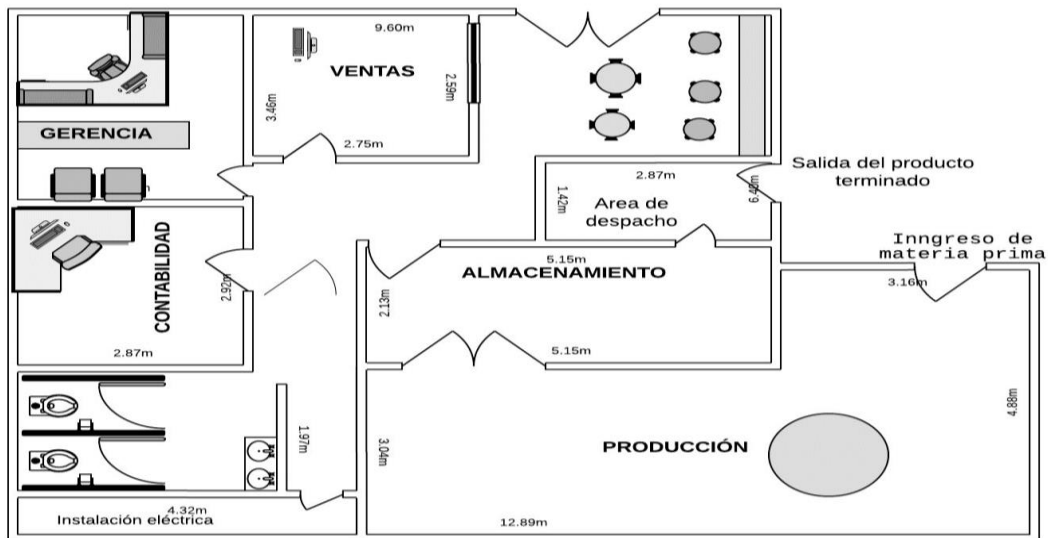 9.60m
VENTAS
2.59m
3.46m
2.75m
GERENCIA
Salida del producto
terminado
2.87m
6.40m
1.42m
Area de
despacho
CONTABILIDAD
2.92m
2.87m
Inngreso de
materia prima
3.16m
5.15m
ALMACENAMIENTO
2.13m
5.15m
4.88m
1.97m
3.04m
PRODUCCIÓN
4.32m
Instalación eléctrica
12.89m